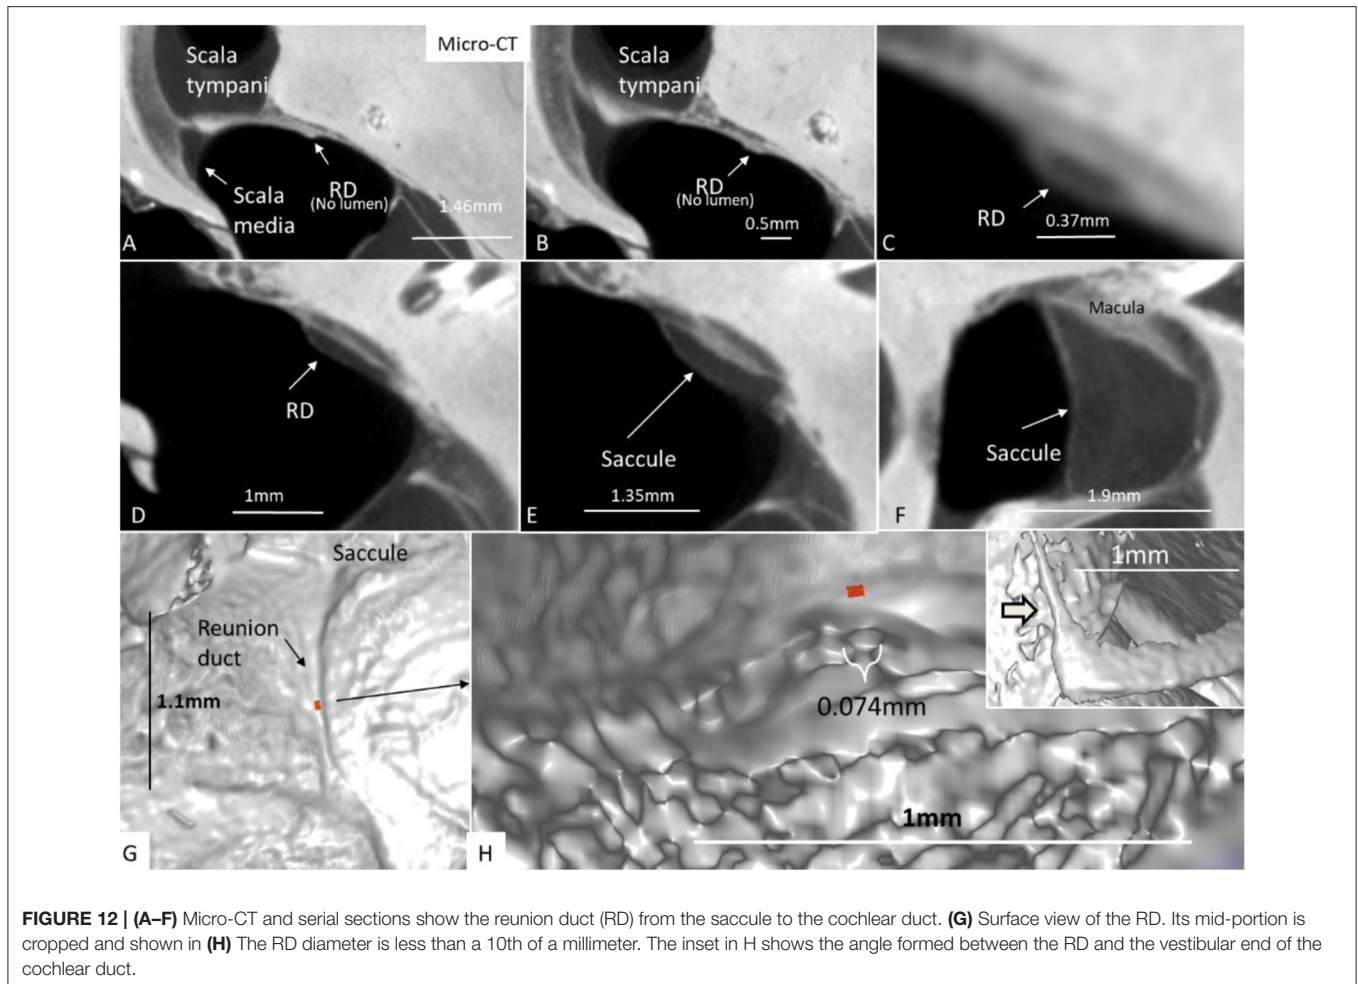 Micro-CT
Scala
tympani
Scala
media
RD
(No lumen)
1.46mm
A
Scala
tympani
RD
(No lumen)
0.5mm
B
RD
0.37mm
C
RD
1mm
D
Saccule
1.35mm
E
Macula
Saccule
1.9mm
F
Saccule
Reunion
duct
1.1mm
G
0.074mm
1mm
1mm
H
FIGURE 12 | (A–F) Micro-CT and serial sections show the reunion duct (RD) from the saccule to the cochlear duct. (G) Surface view of the RD. Its mid-portion is
cropped and shown in (H) The RD diameter is less than a 10th of a millimeter. The inset in H shows the angle formed between the RD and the vestibular end of the
cochlear duct.